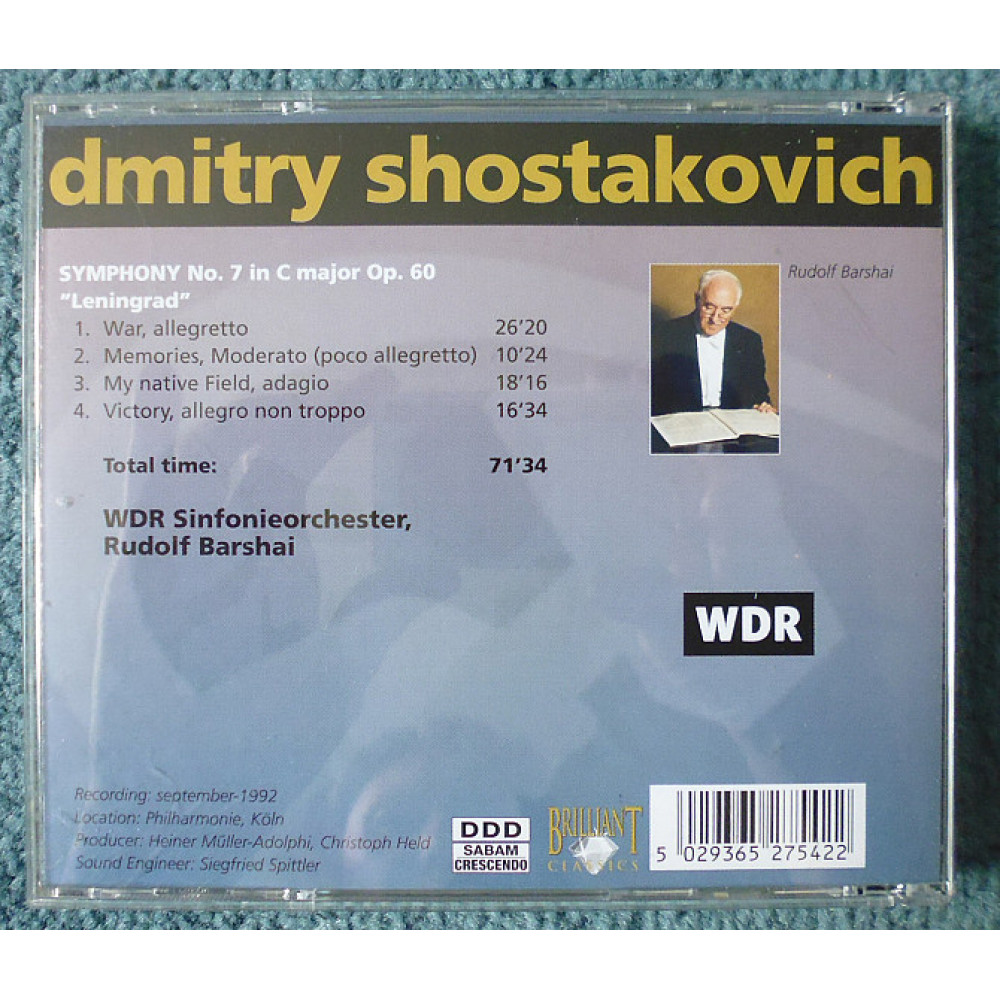 dmitry shostakovich
SYMPHONY No. 7 in C major Op. 60
"Leningrad"
1. War, allegretto 26'20
2. Memories, Moderato (poco allegretto) 10'24
3. My native Field, adagio 18'16
4. Victory, allegro non troppo 16'34
Total time: 71'34
WDR Sinfonieorchester,
Rudolf Barshai
Rudolf Barshai
WDR
Recording: september-1992
Location: Philharmonie, Köln
Producer: Heiner Müller-Adolphi, Christoph Held
Sound Engineer: Siegfried Spittler
DDD
SABAM
CRESCENDO
BRILLIANT
CLASSICS
5 029365 275422